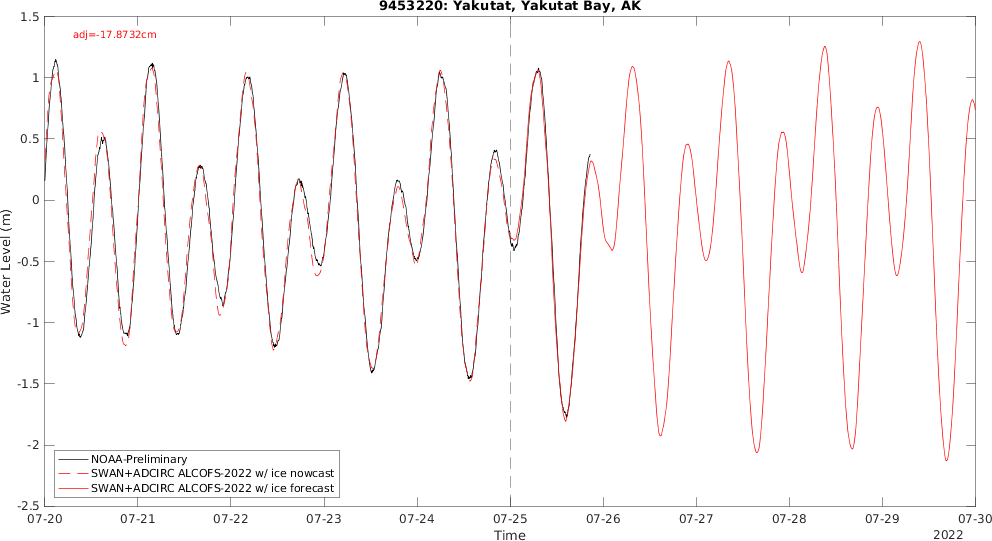 9453220: Yakutat, Yakutat Bay, AK
adj=-17.8732cm
Water Level (m)
1.5
1
0.5
0
-0.5
-1
-1.5
-2
-2.5
NOAA-Preliminary
SWAN+ADCIRC ALCOFS-2022 w/ ice nowcast
SWAN+ADCIRC ALCOFS-2022 w/ ice forecast
07-20 07-21 07-22 07-23 07-24 07-25 07-26 07-27 07-28 07-29 07-30
Time
2022